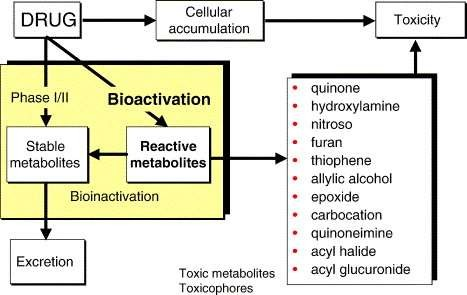 DRUG
Cellular
accumulation
Toxicity
Phase I/II
Bioactivation
Stable
metabolites
Reactive
metabolites
Bioinactivation
Excretion
• quinone
• hydroxylamine
• nitroso
• furan
• thiophene
• allylic alcohol
• epoxide
• carbocation
• quinoneimine
• acyl halide
• acyl glucuronide
Toxic metabolites
Toxicophores